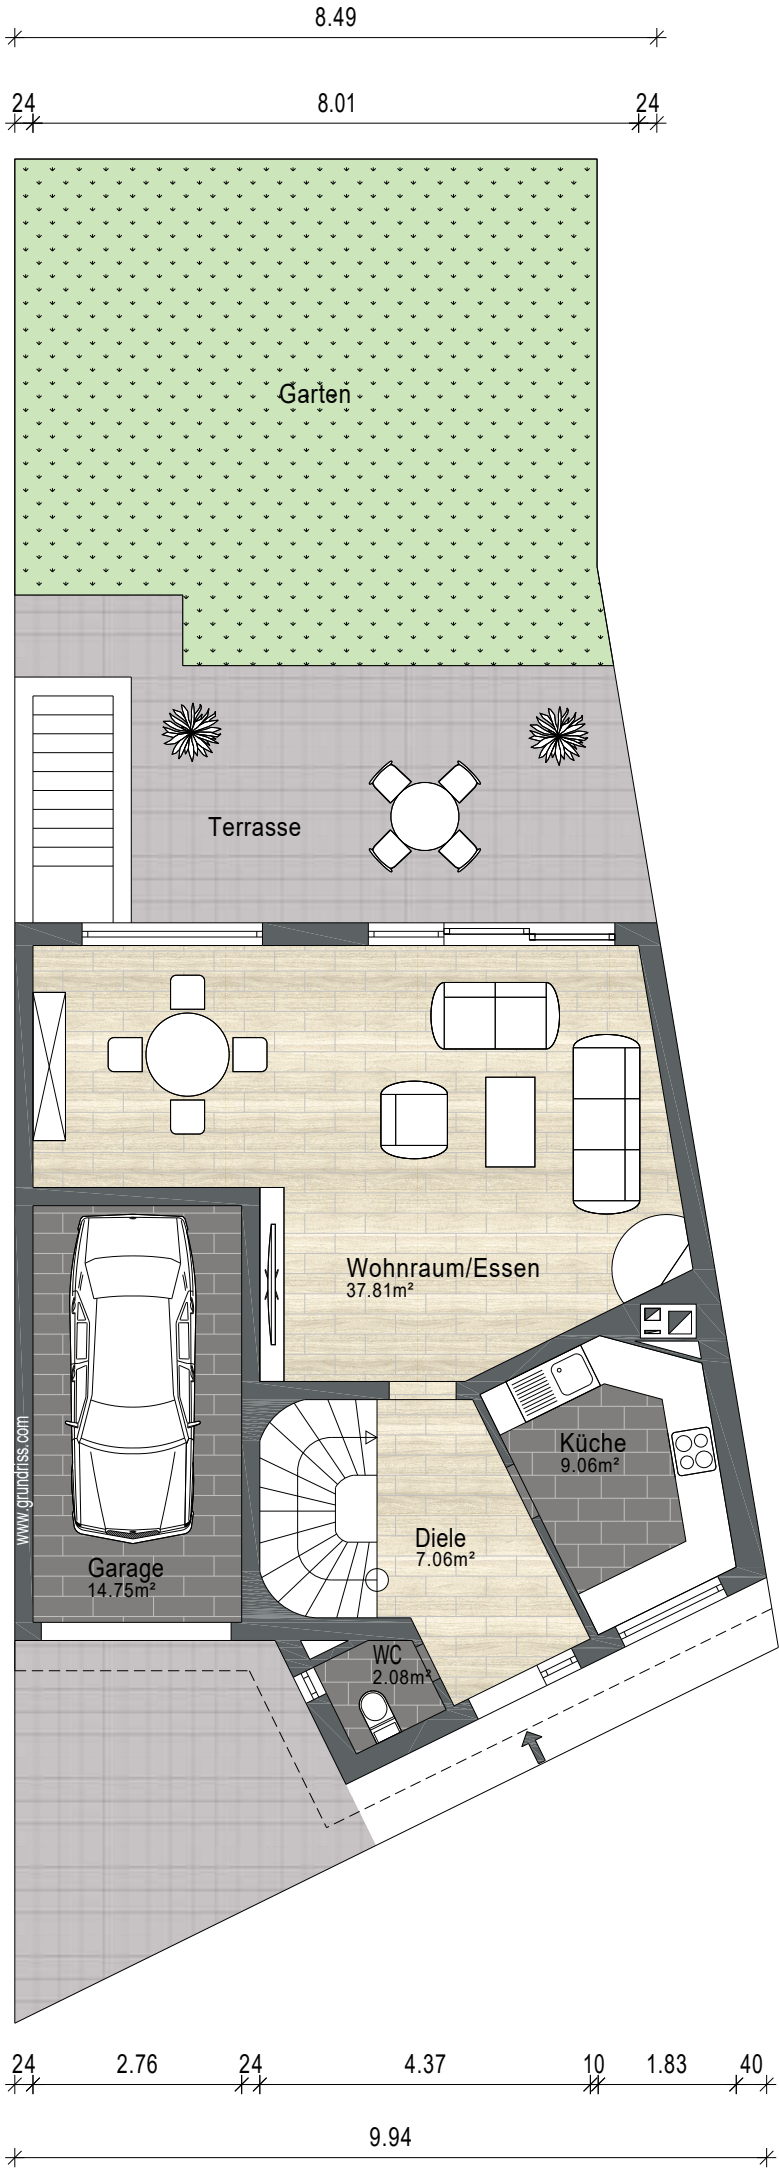 8.49
24 8.01 24
Garten
Terrasse
Wohnraum/Essen
37.81m²
Küche
9.06m²
www.grundriss.com
Diele
7.06m²
Garage
14.75m²
WC
2.08m²
24 2.76 24 4.37 10 1.83 40
9.94